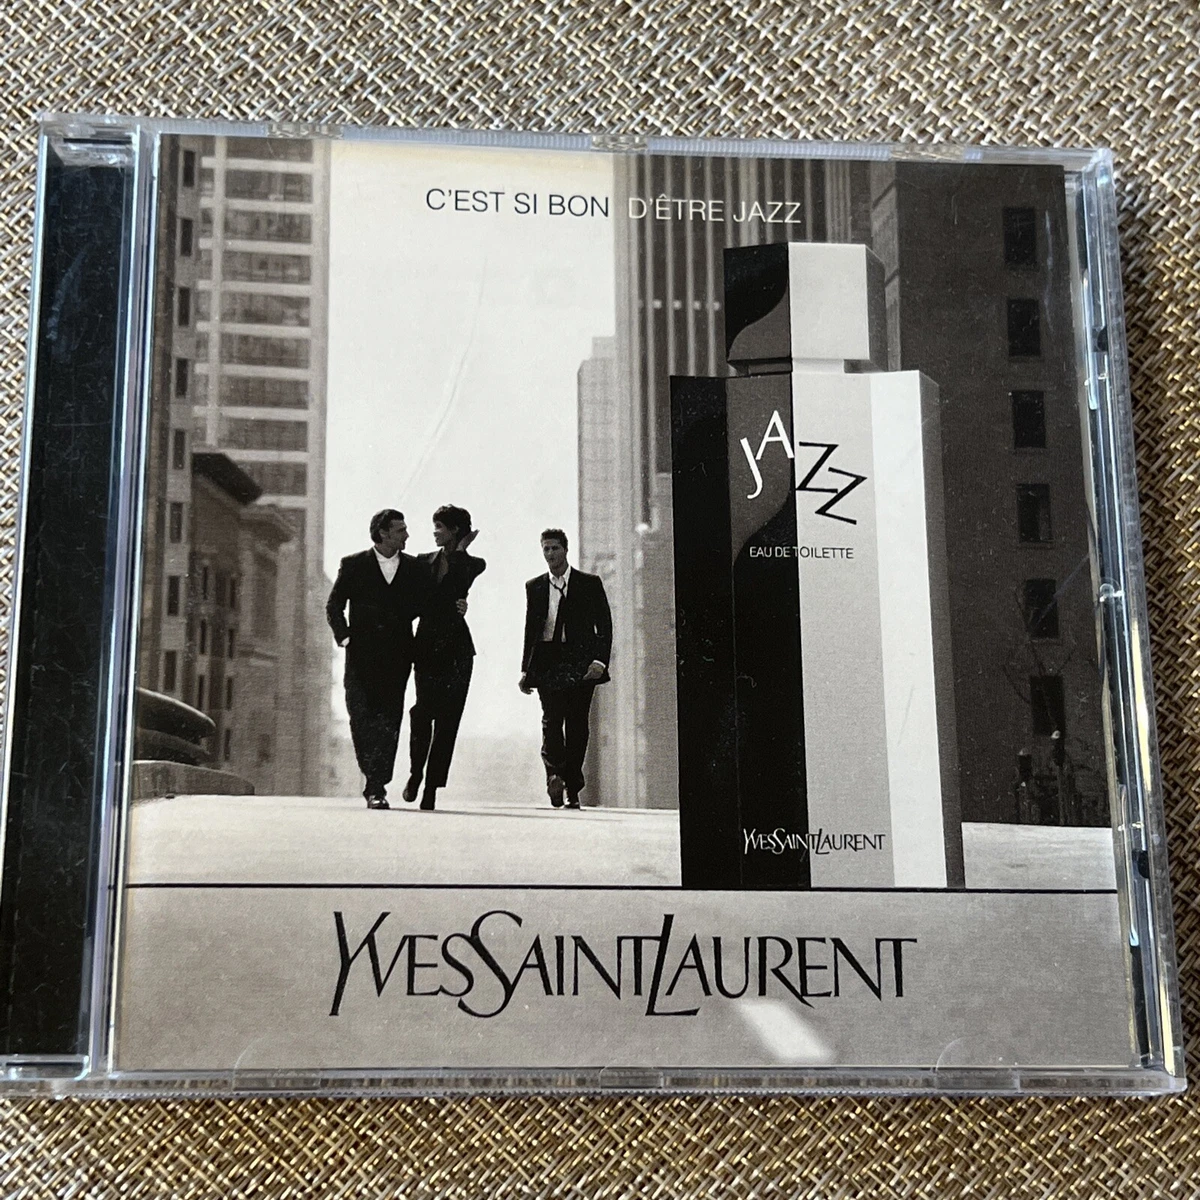 C'EST SI BON D'ÊTRE JAZZ
JAZZ
EAU DE TOILETTE
YVESSAINTLAURENT
YVESSAINTLAURENT